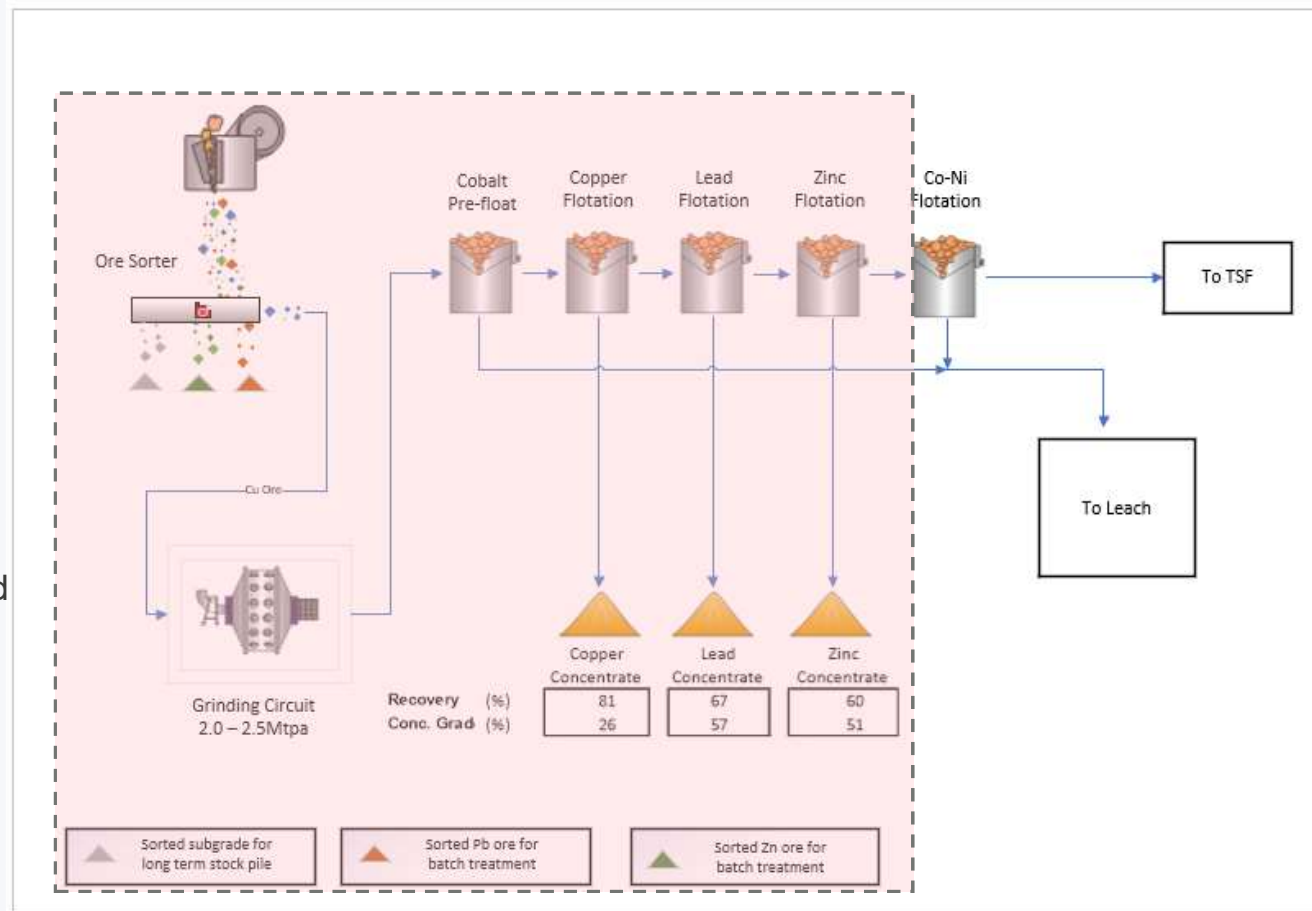 Cobalt
Pre-float
Copper
Flotation
Lead
Flotation
Zinc
Flotation
Co-Ni
Flotation
Ore Sorter
To TSF
Cu Ore
To Leach
d
Grinding Circuit
2.0 – 2.5Mtpa
Copper
Concentrate
Lead
Concentrate
Zinc
Concentrate
Recovery (%) 81 67 60
Conc. Grad (%) 26 57 51
Sorted subgrade for
long term stock pile
Sorted Pb ore for
batch treatment
Sorted Zn ore for
batch treatment